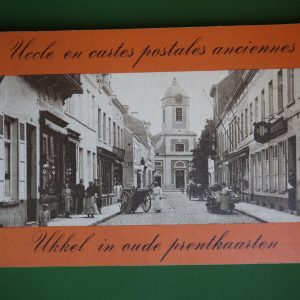 Uccle en cartes postales anciennes
Ukkel in oude prentkaarten